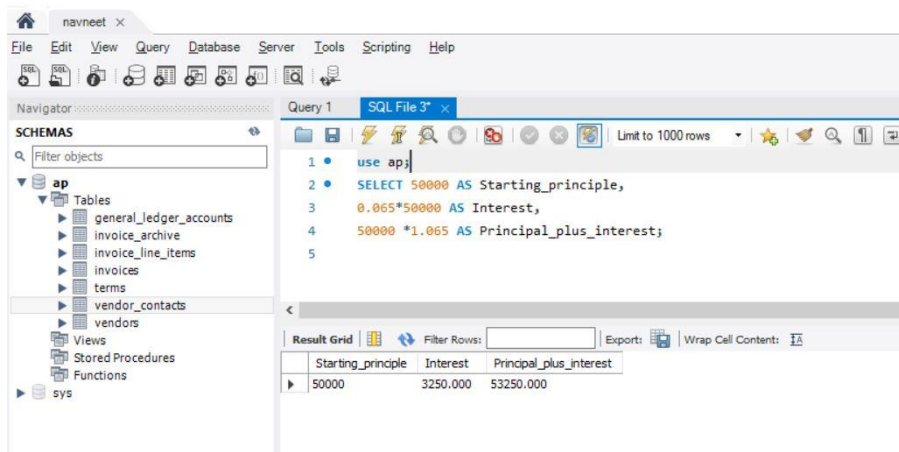 navneet ×
File Edit View Query Database Server Tools Scripting Help
Navigator
Query 1 SQL File 3* ×
SCHEMAS
Filter objects
Limit to 1000 rows
ap
Tables
general_ledger_accounts
invoice_archive
invoice_line_items
invoices
terms
vendor_contacts
vendors
Views
Stored Procedures
Functions
sys
1 use ap;
2 SELECT 50000 AS Starting_principle,
3 0.065*50000 AS Interest,
4 50000 *1.065 AS Principal_plus_interest;
5
Result Grid Filter Rows: Export: Wrap Cell Content: IA
Starting_principle Interest Principal_plus_interest
50000 3250.000 53250.000